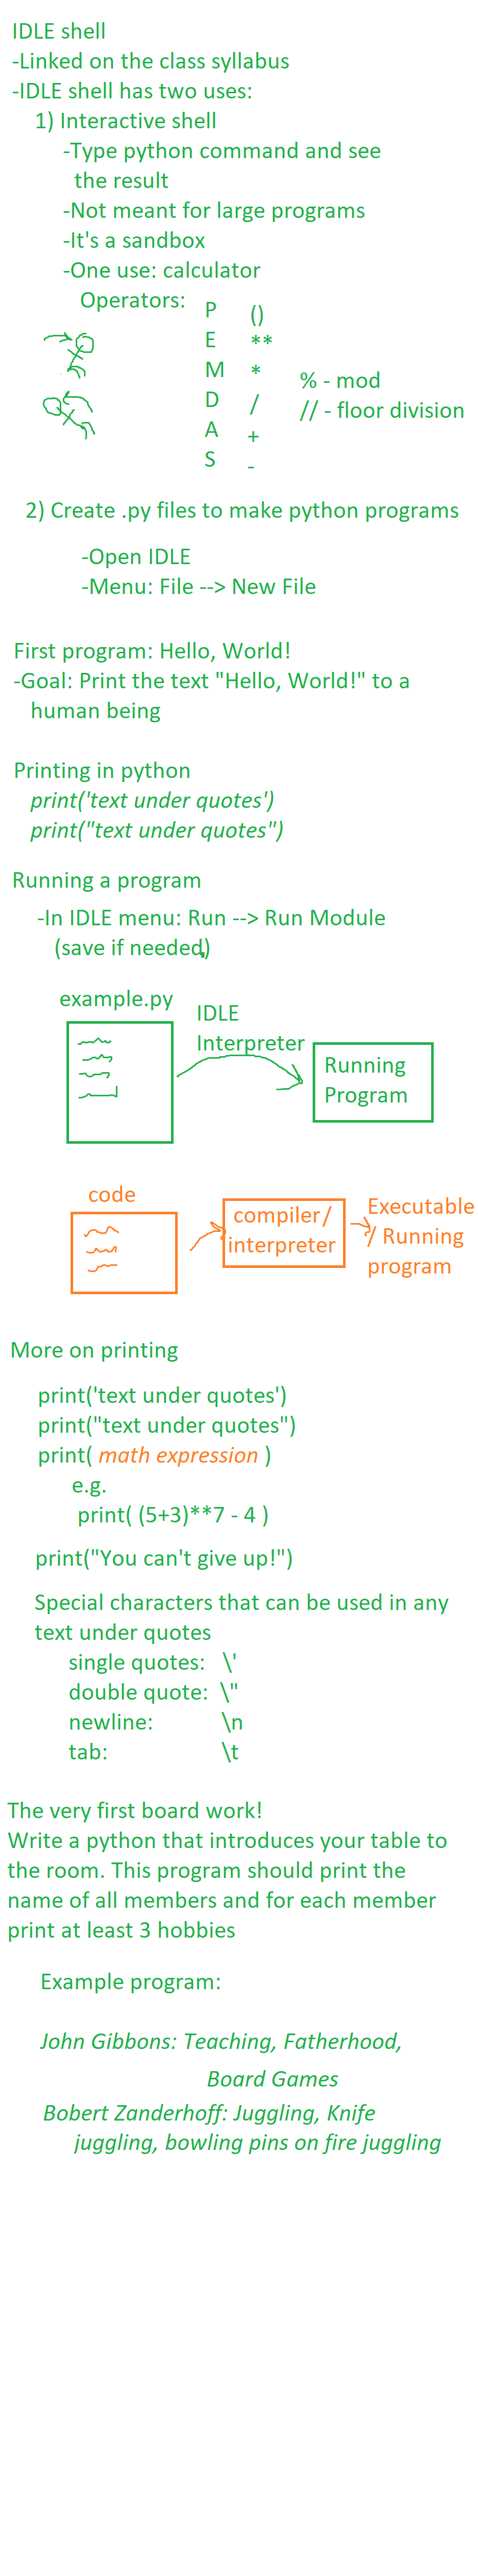 IDLE shell
-Linked on the class syllabus
-IDLE shell has two uses:
1) Interactive shell
-Type python command and see
the result
-Not meant for large programs
-It's a sandbox
-One use: calculator
Operators:
P ()
E **
M *
D /
A +
S -
% - mod
// - floor division
2) Create .py files to make python programs
-Open IDLE
-Menu: File --> New File
First program: Hello, World!
-Goal: Print the text "Hello, World!" to a
human being
Printing in python
print('text under quotes')
print("text under quotes")
Running a program
-In IDLE menu: Run --> Run Module
(save if needed)
example.py
IDLE
Interpreter
Running
Program
code
compiler/
interpreter
Executable
/ Running
program
More on printing
print('text under quotes')
print("text under quotes")
print( math expression )
e.g.
print( (5+3)**7 - 4 )
print("You can't give up!")
Special characters that can be used in any
text under quotes
single quotes: \'
double quote: \"
newline: \n
tab: \t
The very first board work!
Write a python that introduces your table to
the room. This program should print the
name of all members and for each member
print at least 3 hobbies
Example program:
John Gibbons: Teaching, Fatherhood,
Board Games
Bobert Zanderhoff: Juggling, Knife
juggling, bowling pins on fire juggling